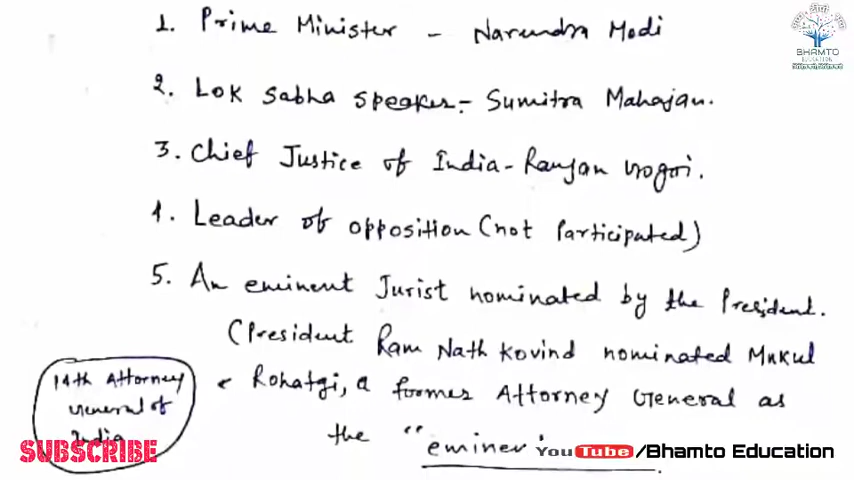 1. Prime Minister - Narendra Modi
2. Lok Sabha speaker - Sumitra Mahajan.
3. Chief Justice of India - Ranjan Gogoi.
4. Leader of opposition (not Participated)
5. An eminent Jurist nominated by the President.
(President Ram Nath Kovind nominated Mukul
Rohatgi, a former Attorney General as
the "eminen
14th Attorney
General of
India
SUBSCRIBE
YouTube/Bhamto Education
BHAMTO
EDUCATION